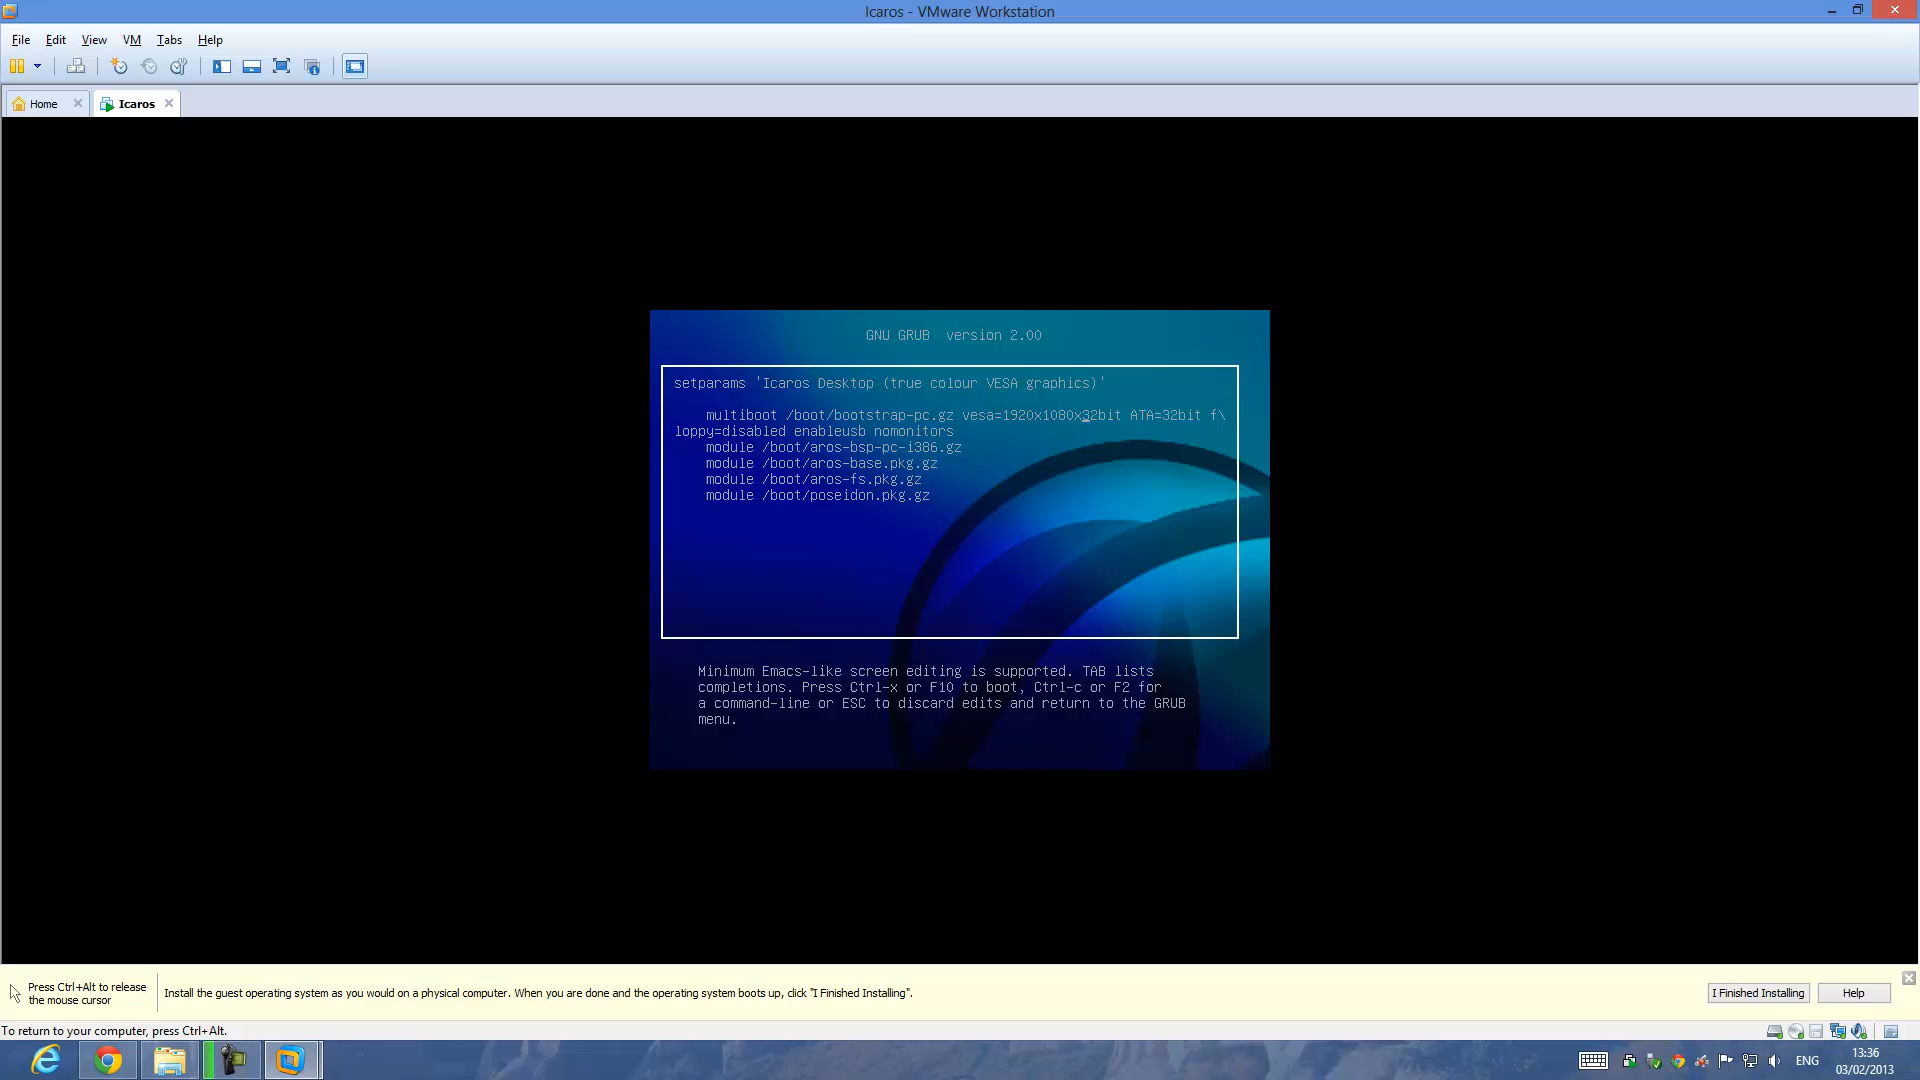 Icaros - VMware Workstation
File Edit View VM Tabs Help
Home
Icaros
GNU GRUB version 2.00
setparams 'Icaros Desktop (true colour VESA graphics)'
multiboot /boot/bootstrap-pc.gz vesa=1920x1080x32bit ATA=32bit f\
loppy=disabled enableusb nomonitors
module /boot/aros-bsp-pc-i386.gz
module /boot/aros-base.pkg.gz
module /boot/aros-fs.pkg.gz
module /boot/poseidon.pkg.gz
Minimum Emacs-like screen editing is supported. TAB lists
completions. Press Ctrl-x or F10 to boot, Ctrl-c or F2 for
a command-line or ESC to discard edits and return to the GRUB
menu.
Press Ctrl+Alt to release
the mouse cursor
Install the guest operating system as you would on a physical computer. When you are done and the operating system boots up, click "I Finished Installing".
I Finished Installing
Help
To return to your computer, press Ctrl+Alt.
ENG
13:36
03/02/2013